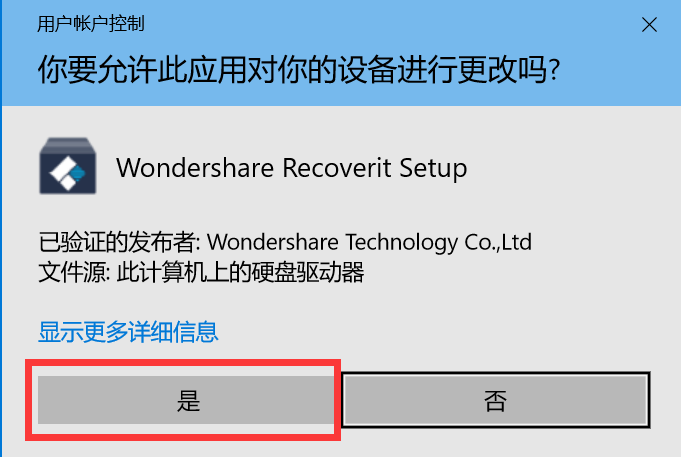 用户帐户控制
你要允许此应用对你的设备进行更改吗?
Wondershare Recoverit Setup
已验证的发布者: Wondershare Technology Co.,Ltd
文件源: 此计算机上的硬盘驱动器
显示更多详细信息
是
否